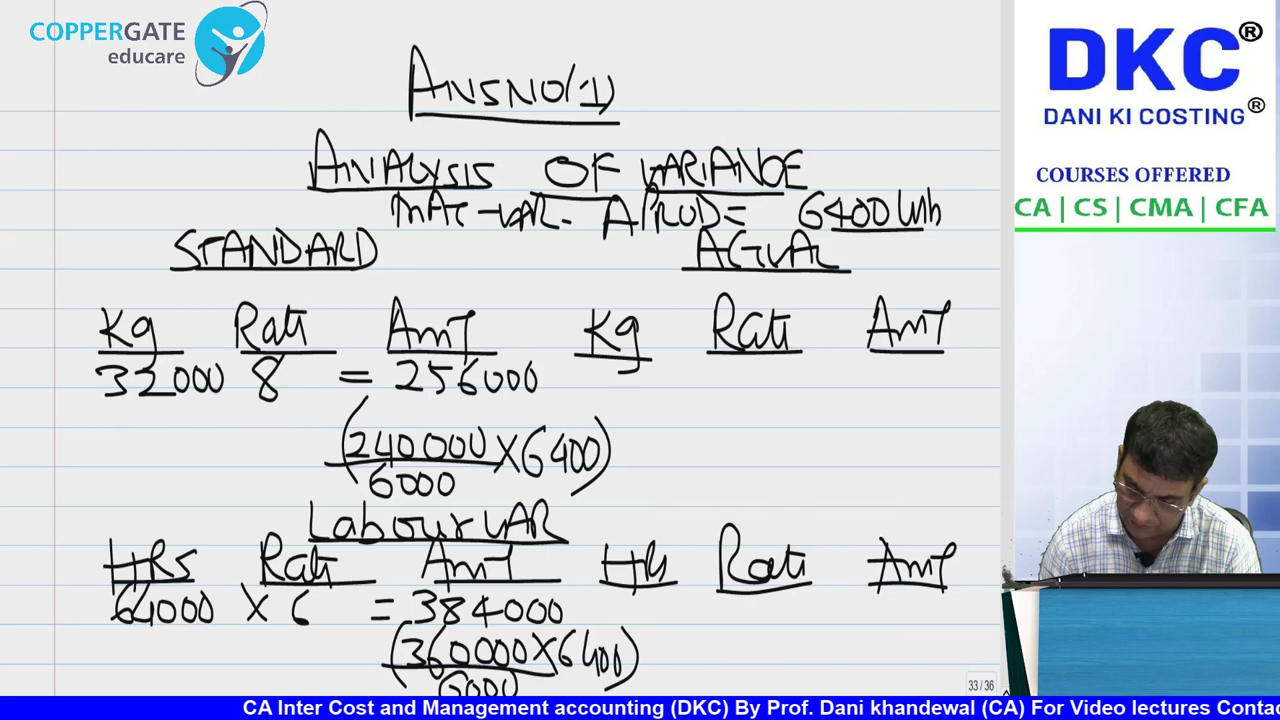 COPPERGATE
educare
ANS NO(1)
ANALYSIS OF VARIANCE
MAT-VAR- A PROD= 6400 Unh
STANDARD ACTUAL
Kg Rate Amt Kg Rate Amt
32000 8 = 256000
(240000/6000 X 6400)
Labour VAR
HRS Rate Amt HRs Rate Amt
64000 X 6 = 384000
(360000 X 6400)
6000
DKC®
DANI KI COSTING®
COURSES OFFERED
CA | CS | CMA | CFA
33 / 36
CA Inter Cost and Management accounting (DKC) By Prof. Dani khandewal (CA) For Video lectures Contac